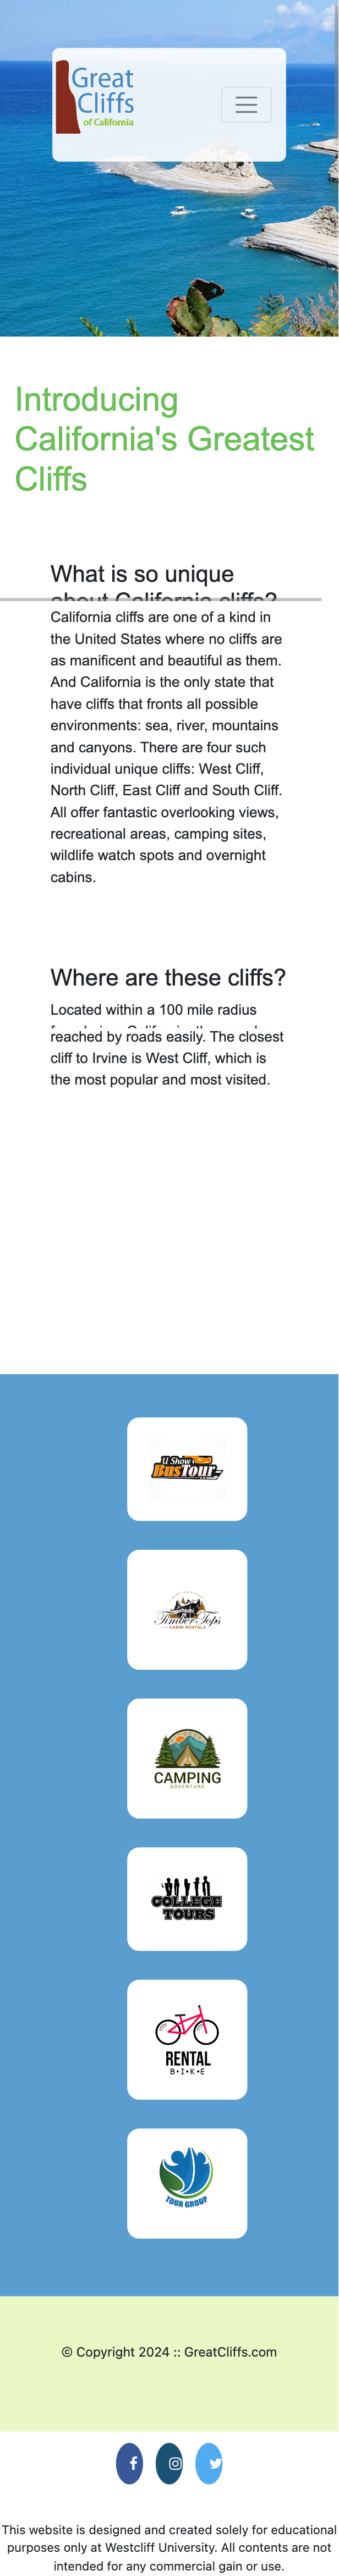 Great
Cliffs
of California
Introducing
California's Greatest
Cliffs
What is so unique
about California cliffs?
California cliffs are one of a kind in
the United States where no cliffs are
as manificent and beautiful as them.
And California is the only state that
have cliffs that fronts all possible
environments: sea, river, mountains
and canyons. There are four such
individual unique cliffs: West Cliff,
North Cliff, East Cliff and South Cliff.
All offer fantastic overlooking views,
recreational areas, camping sites,
wildlife watch spots and overnight
cabins.
Where are these cliffs?
Located within a 100 mile radius
reached by roads easily. The closest
cliff to Irvine is West Cliff, which is
the most popular and most visited.
U Show
BusTour
Timber Tops
CABIN RENTALS
CAMPING
ADVENTURE
COLLEGE
TOURS
RENTAL
B•I•K•E
TOUR GROUP
© Copyright 2024 :: GreatCliffs.com
This website is designed and created solely for educational
purposes only at Westcliff University. All contents are not
intended for any commercial gain or use.